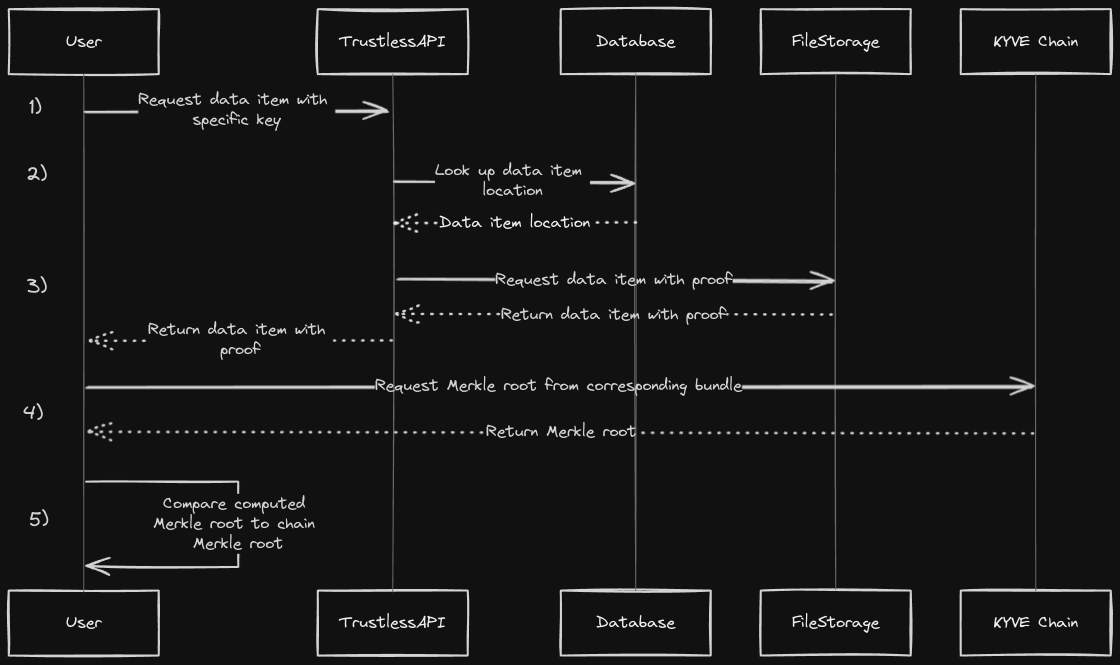 User
TrustlessAPI
Database
FileStorage
KYVE Chain
1)
Request data item with
specific key
2)
Look up data item
location
Data item location
3)
Request data item with proof
Return data item with proof
Return data item with
proof
Request Merkle root from corresponding bundle
4)
Return Merkle root
5)
Compare computed
Merkle root to chain
Merkle root
User
TrustlessAPI
Database
FileStorage
KYVE Chain